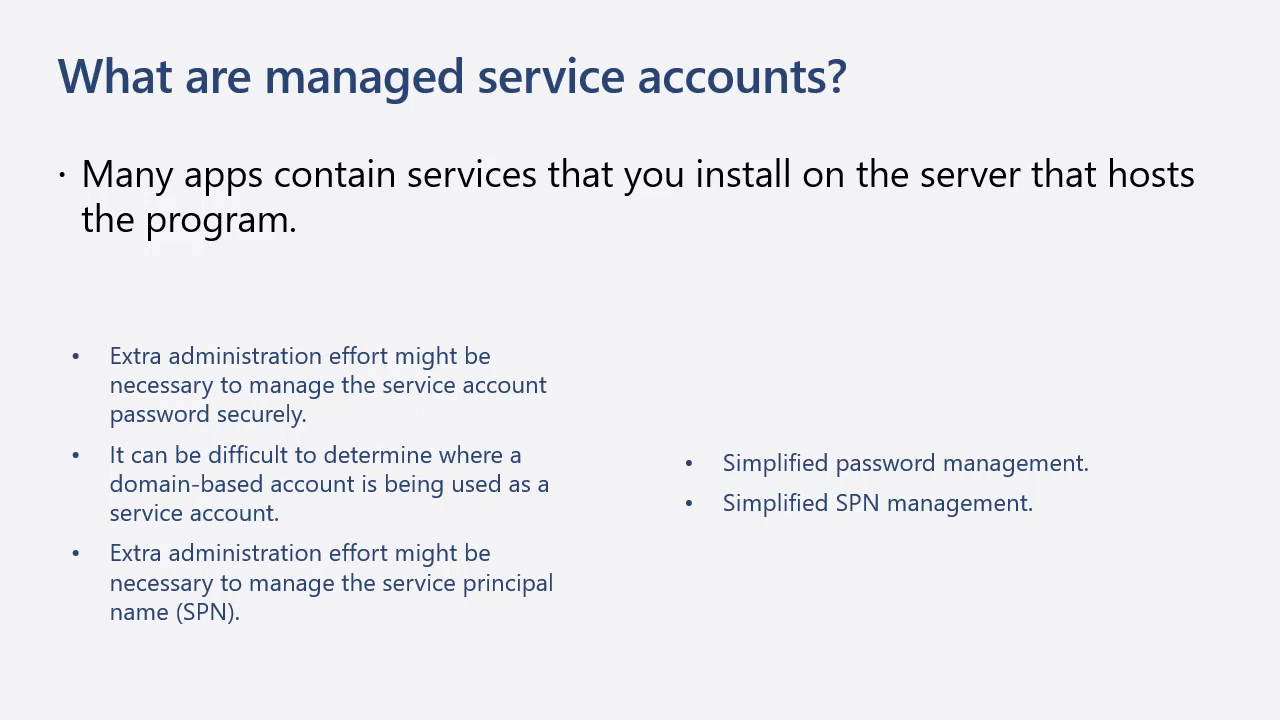 What are managed service accounts?
· Many apps contain services that you install on the server that hosts
the program.
• Extra administration effort might be
necessary to manage the service account
password securely.
• It can be difficult to determine where a
domain-based account is being used as a
service account.
• Extra administration effort might be
necessary to manage the service principal
name (SPN).
• Simplified password management.
• Simplified SPN management.